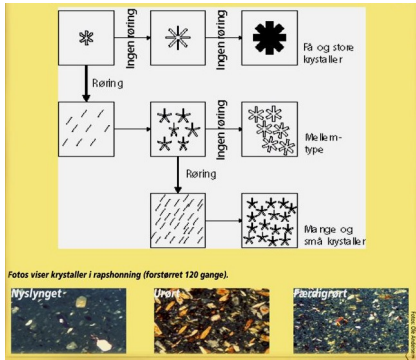 Ingen røring
Ingen røring
Få og store
krystaller
Røring
Ingen røring
Mellem-
type
Røring
Mange og
små krystaller
Fotos viser krystaller i rapshonning (forstørret 120 gange).
Nyslynget
Urørt
Færdigrørt